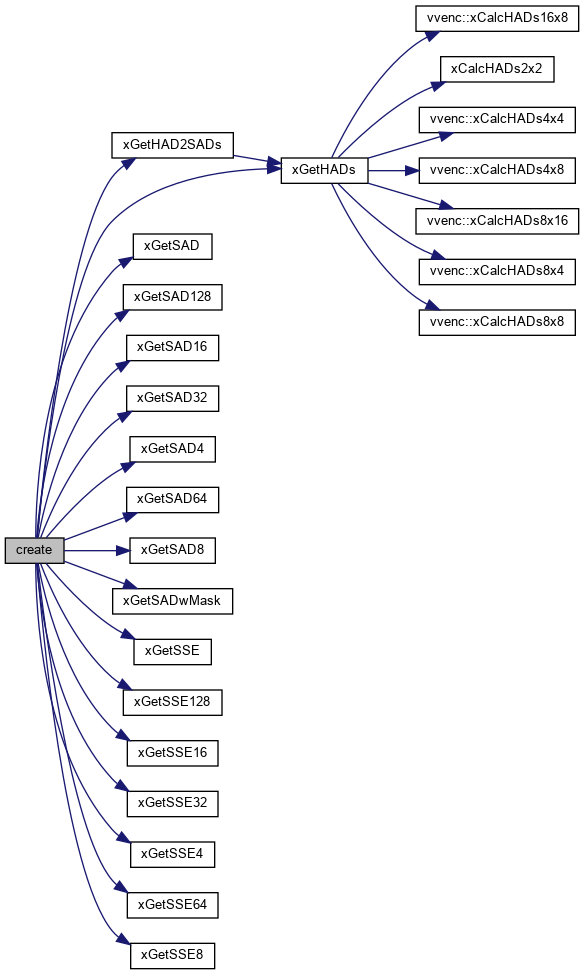 vvenc::xCalcHADs16x8
xCalcHADs2x2
vvenc::xCalcHADs4x4
xGetHAD2SADs
xGetHADs
vvenc::xCalcHADs4x8
vvenc::xCalcHADs8x16
xGetSAD
vvenc::xCalcHADs8x4
xGetSAD128
vvenc::xCalcHADs8x8
xGetSAD16
xGetSAD32
xGetSAD4
xGetSAD64
create
xGetSAD8
xGetSADwMask
xGetSSE
xGetSSE128
xGetSSE16
xGetSSE32
xGetSSE4
xGetSSE64
xGetSSE8